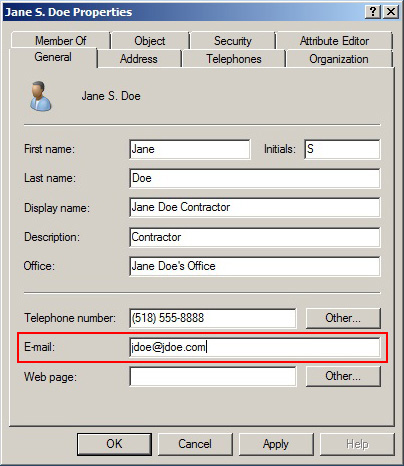 Jane S. Doe Properties ? X
Member Of Object Security Attribute Editor
General Address Telephones Organization
Jane S. Doe
First name: Jane Initials: S
Last name: Doe
Display name: Jane Doe Contractor
Description: Contractor
Office: Jane Doe's Office
Telephone number: (518) 555-8888 Other...
E-mail: jdoe@jdoe.com
Web page: Other...
OK Cancel Apply Help